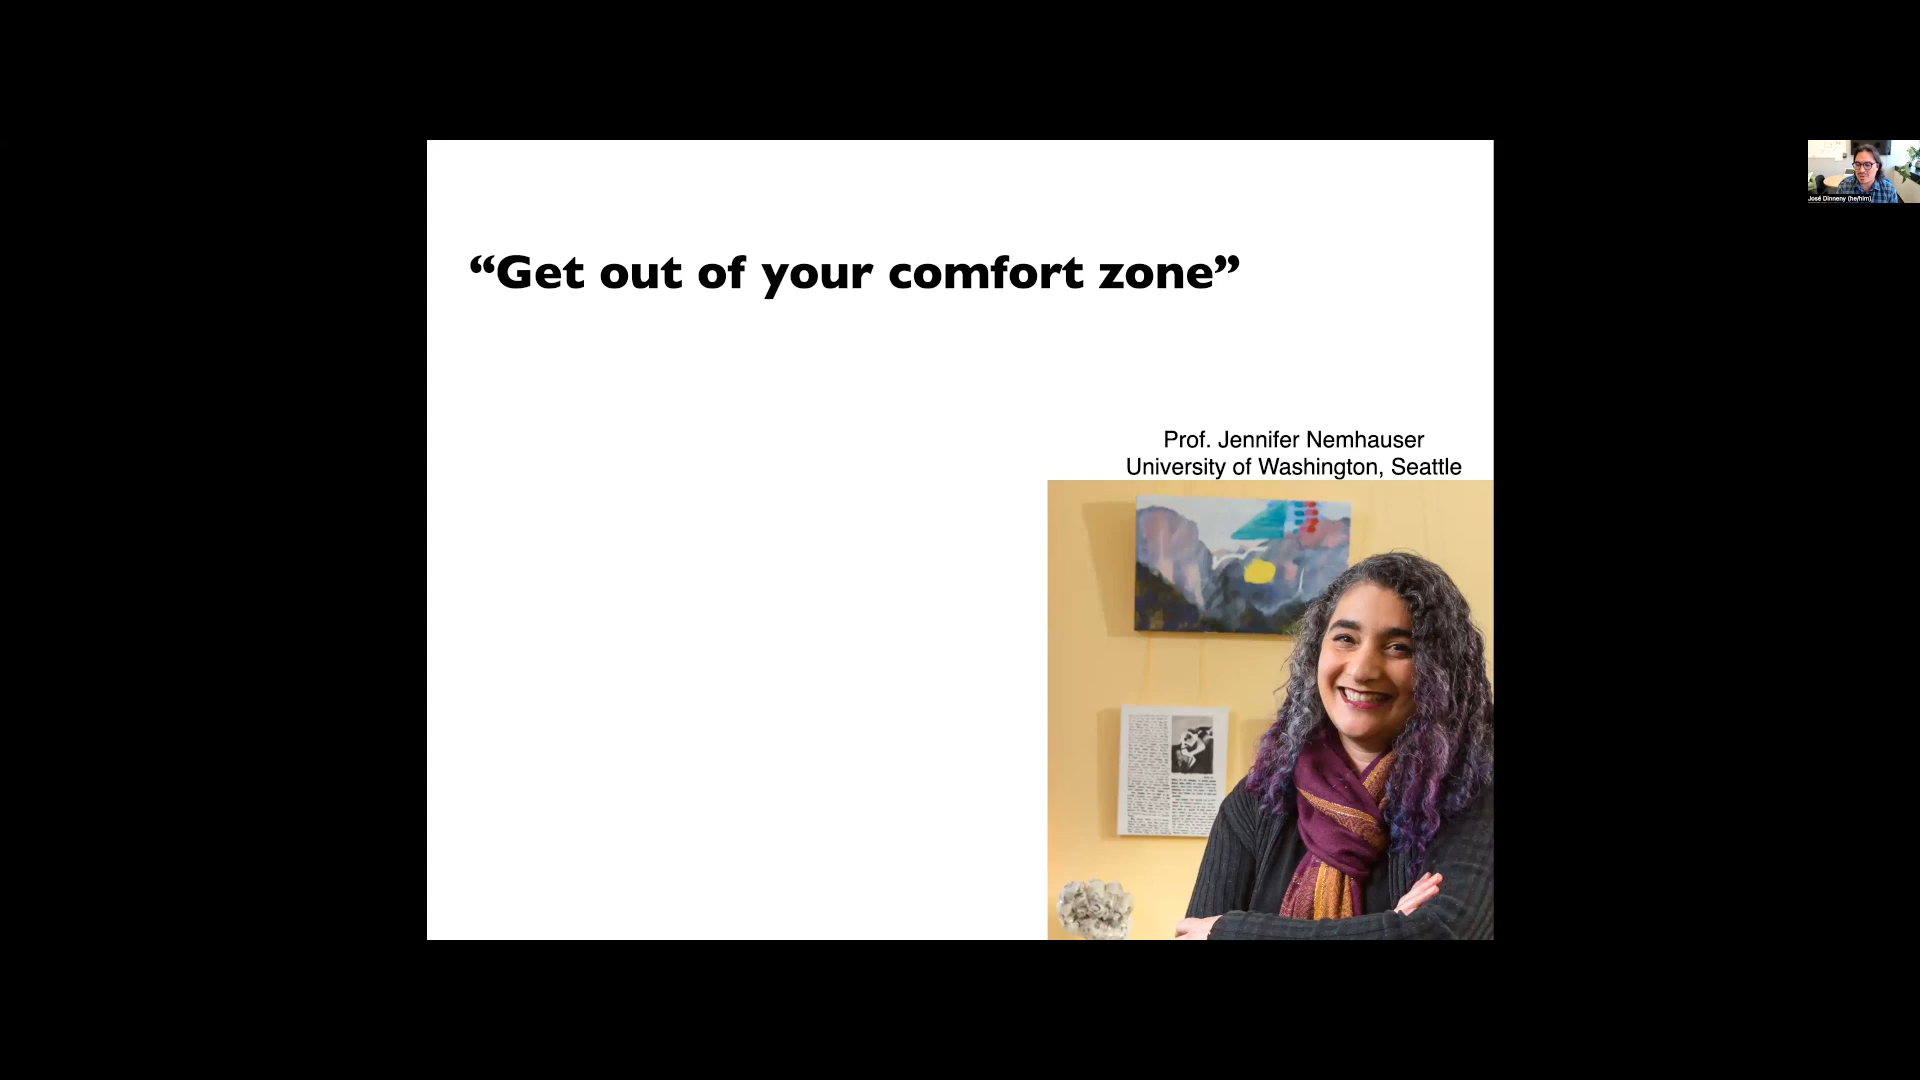 “Get out of your comfort zone”
Prof. Jennifer Nemhauser
University of Washington, Seattle
José Dinneny (he/him)